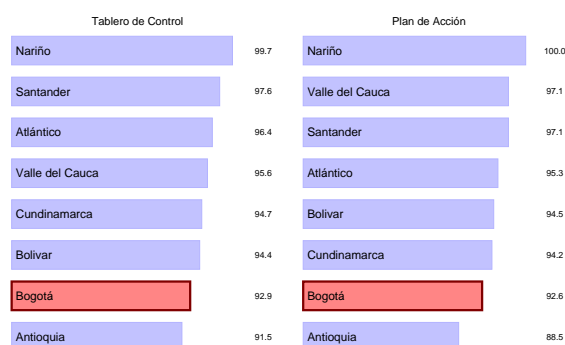 Tablero de Control
Nariño 99.7
Santander 97.6
Atlántico 96.4
Valle del Cauca 95.6
Cundinamarca 94.7
Bolivar 94.4
Bogotá 92.9
Antioquia 91.5
Plan de Acción
Nariño 100.0
Valle del Cauca 97.1
Santander 97.1
Atlántico 95.3
Bolivar 94.5
Cundinamarca 94.2
Bogotá 92.6
Antioquia 88.5